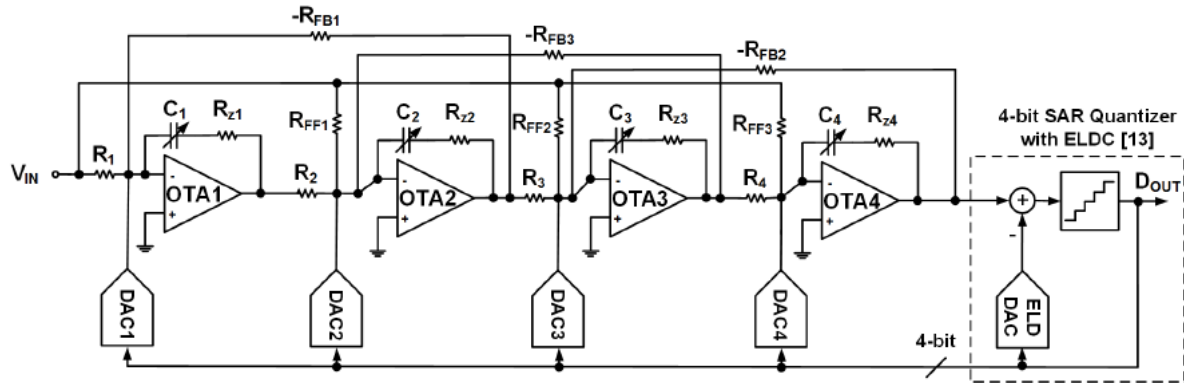 -RFB1
-RFB3
-RFB2
C1
Rz1
RFF1
C2
Rz2
RFF2
C3
Rz3
RFF3
C4
Rz4
4-bit SAR Quantizer
with ELDC [13]
VIN
R1
-
OTA1
+
R2
-
OTA2
+
R3
-
OTA3
+
R4
-
OTA4
+
+
-
DOUT
DAC1
DAC2
DAC3
DAC4
ELD
DAC
4-bit